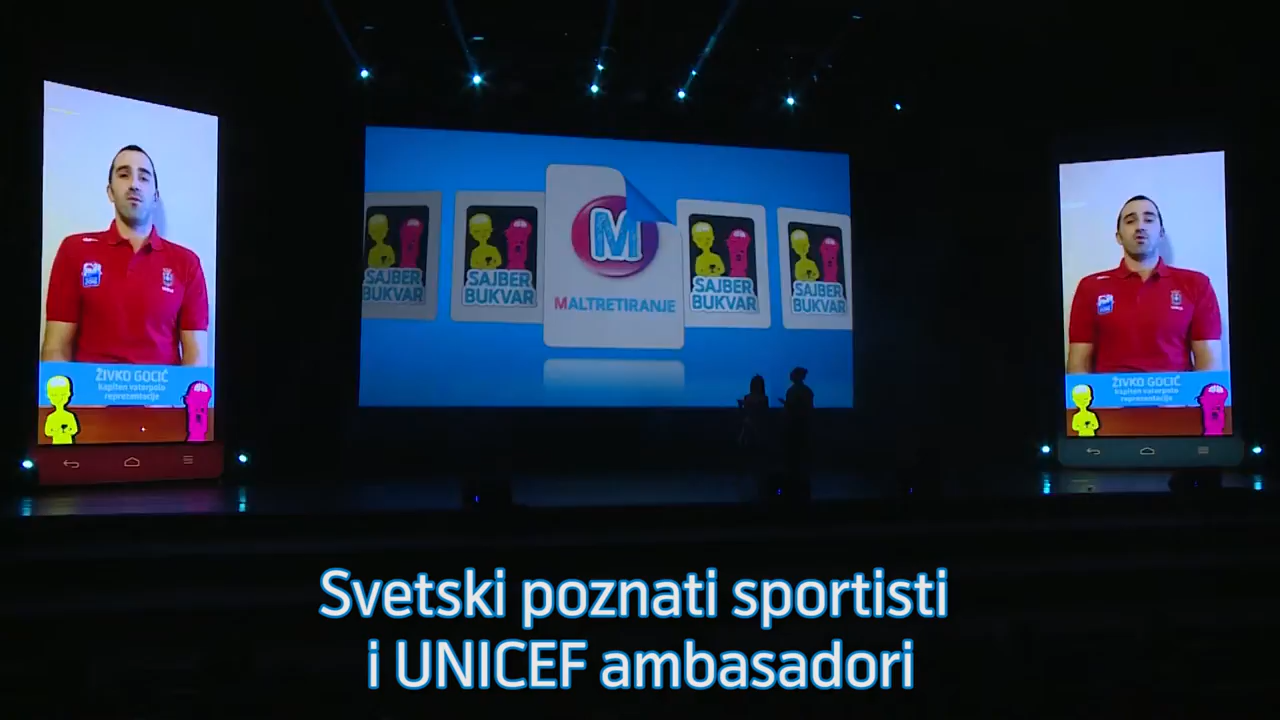 ŽIVKO GOCIĆ
kapiten vaterpolo
reprezentacije
SAJBER
BUKVAR
SAJBER
BUKVAR
M
MALTRETIRANJE
SAJBER
BUKVAR
SAJBER
BUKVAR
ŽIVKO GOCIĆ
kapiten vaterpolo
reprezentacije
Svetski poznati sportisti
i UNICEF ambasadori